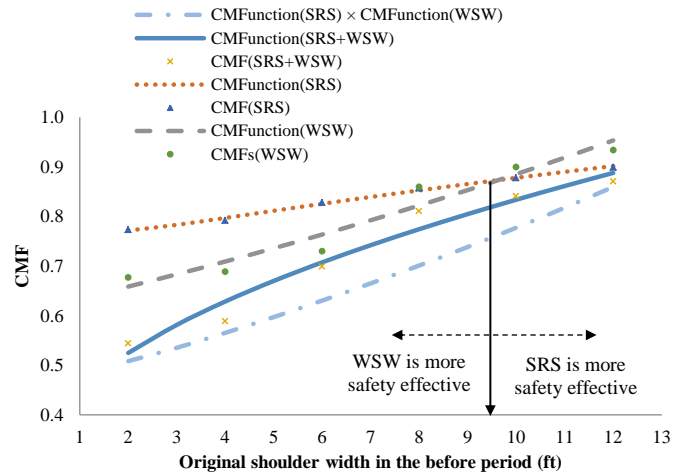 CMFunction(SRS) × CMFunction(WSW)
CMFunction(SRS+WSW)
CMF(SRS+WSW)
CMFunction(SRS)
CMF(SRS)
CMFunction(WSW)
CMFs(WSW)
1.0
0.9
0.8
0.7
0.6
0.5
0.4
CMF
WSW is more
safety effective
SRS is more
safety effective
1 2 3 4 5 6 7 8 9 10 11 12 13
Original shoulder width in the before period (ft)